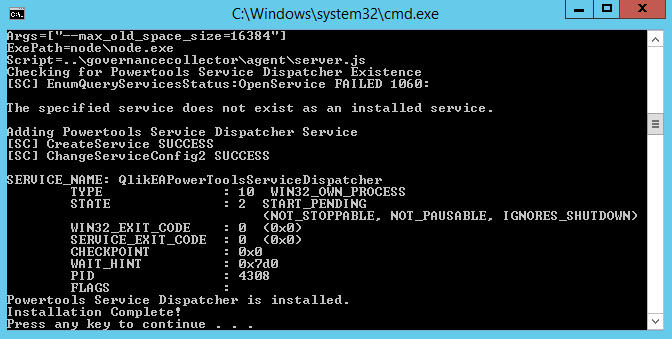 C:\Windows\system32\cmd.exe
Args=["--max_old_space_size=16384"]
ExePath=node\node.exe
Script=..\governancecollector\agent\server.js
Checking for Powertools Service Dispatcher Existence
[SC] EnumQueryServicesStatus:OpenService FAILED 1060:
The specified service does not exist as an installed service.
Adding Powertools Service Dispatcher Service
[SC] CreateService SUCCESS
[SC] ChangeServiceConfig2 SUCCESS
SERVICE_NAME: QlikEAPowerToolsServiceDispatcher
TYPE : 10 WIN32_OWN_PROCESS
STATE : 2 START_PENDING
(NOT_STOPPABLE, NOT_PAUSABLE, IGNORES_SHUTDOWN)
WIN32_EXIT_CODE : 0 (0x0)
SERVICE_EXIT_CODE : 0 (0x0)
CHECKPOINT : 0x0
WAIT_HINT : 0x7d0
PID : 4308
FLAGS :
Powertools Service Dispatcher is installed.
Installation Complete!
Press any key to continue . . .